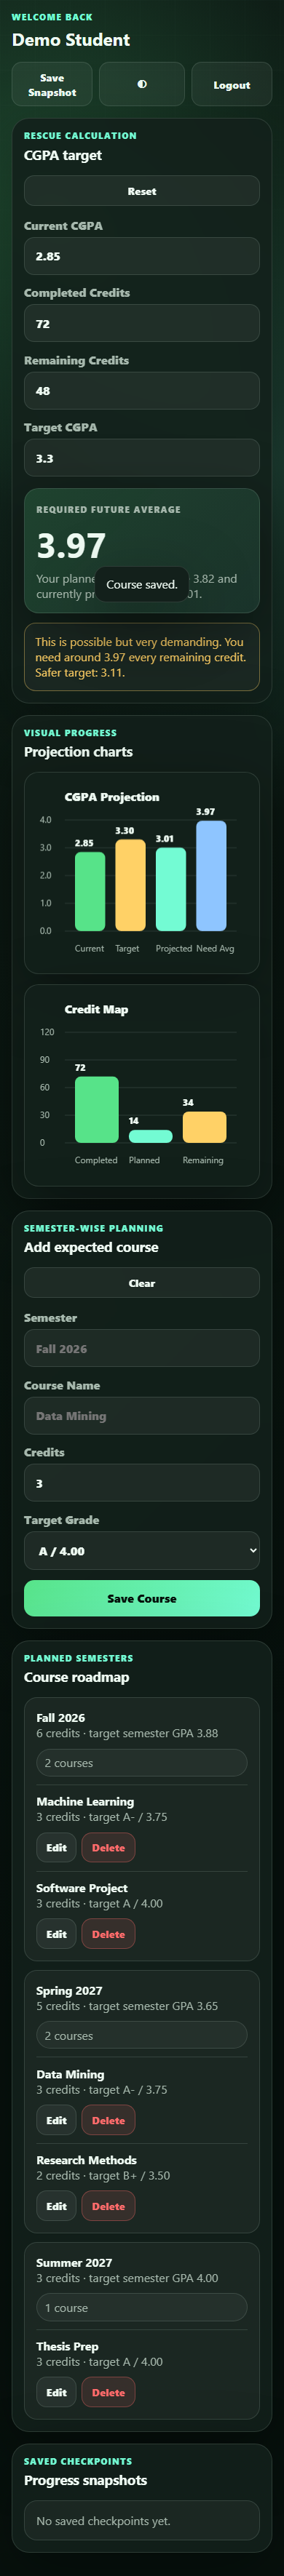 WELCOME BACK
Demo Student
Save
Snapshot
Logout
RESCUE CALCULATION
CGPA target
Reset
Current CGPA
2.85
Completed Credits
72
Remaining Credits
48
Target CGPA
3.3
REQUIRED FUTURE AVERAGE
3.97
Your planne 3.82 and
currently pr 01.
Course saved.
This is possible but very demanding. You
need around 3.97 every remaining credit.
Safer target: 3.11.
VISUAL PROGRESS
Projection charts
CGPA Projection
4.0
3.0
2.0
1.0
0.0
2.85
3.30
3.01
3.97
Current Target Projected Need Avg
Credit Map
120
90
60
30
0
72
14
34
Completed Planned Remaining
SEMESTER-WISE PLANNING
Add expected course
Clear
Semester
Fall 2026
Course Name
Data Mining
Credits
3
Target Grade
A / 4.00
Save Course
PLANNED SEMESTERS
Course roadmap
Fall 2026
6 credits · target semester GPA 3.88
2 courses
Machine Learning
3 credits · target A- / 3.75
Edit Delete
Software Project
3 credits · target A / 4.00
Edit Delete
Spring 2027
5 credits · target semester GPA 3.65
2 courses
Data Mining
3 credits · target A- / 3.75
Edit Delete
Research Methods
2 credits · target B+ / 3.50
Edit Delete
Summer 2027
3 credits · target semester GPA 4.00
1 course
Thesis Prep
3 credits · target A / 4.00
Edit Delete
SAVED CHECKPOINTS
Progress snapshots
No saved checkpoints yet.